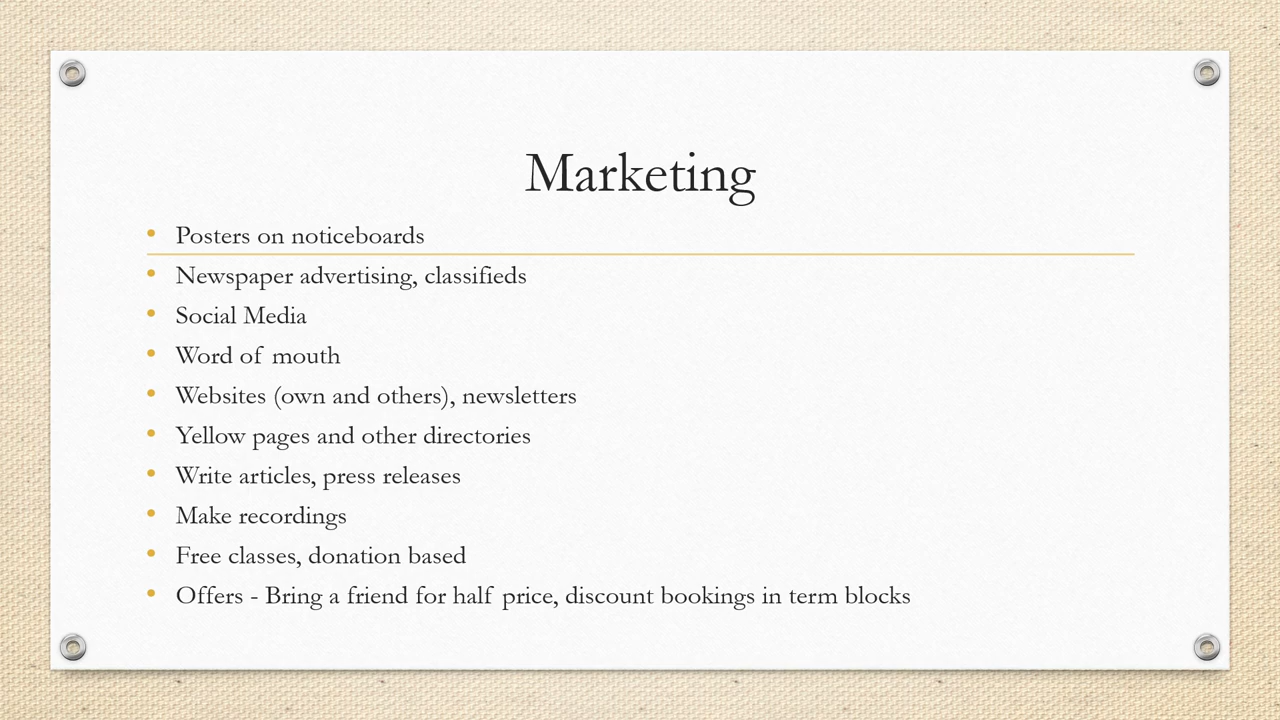 Marketing
• Posters on noticeboards
• Newspaper advertising, classifieds
• Social Media
• Word of mouth
• Websites (own and others), newsletters
• Yellow pages and other directories
• Write articles, press releases
• Make recordings
• Free classes, donation based
• Offers - Bring a friend for half price, discount bookings in term blocks